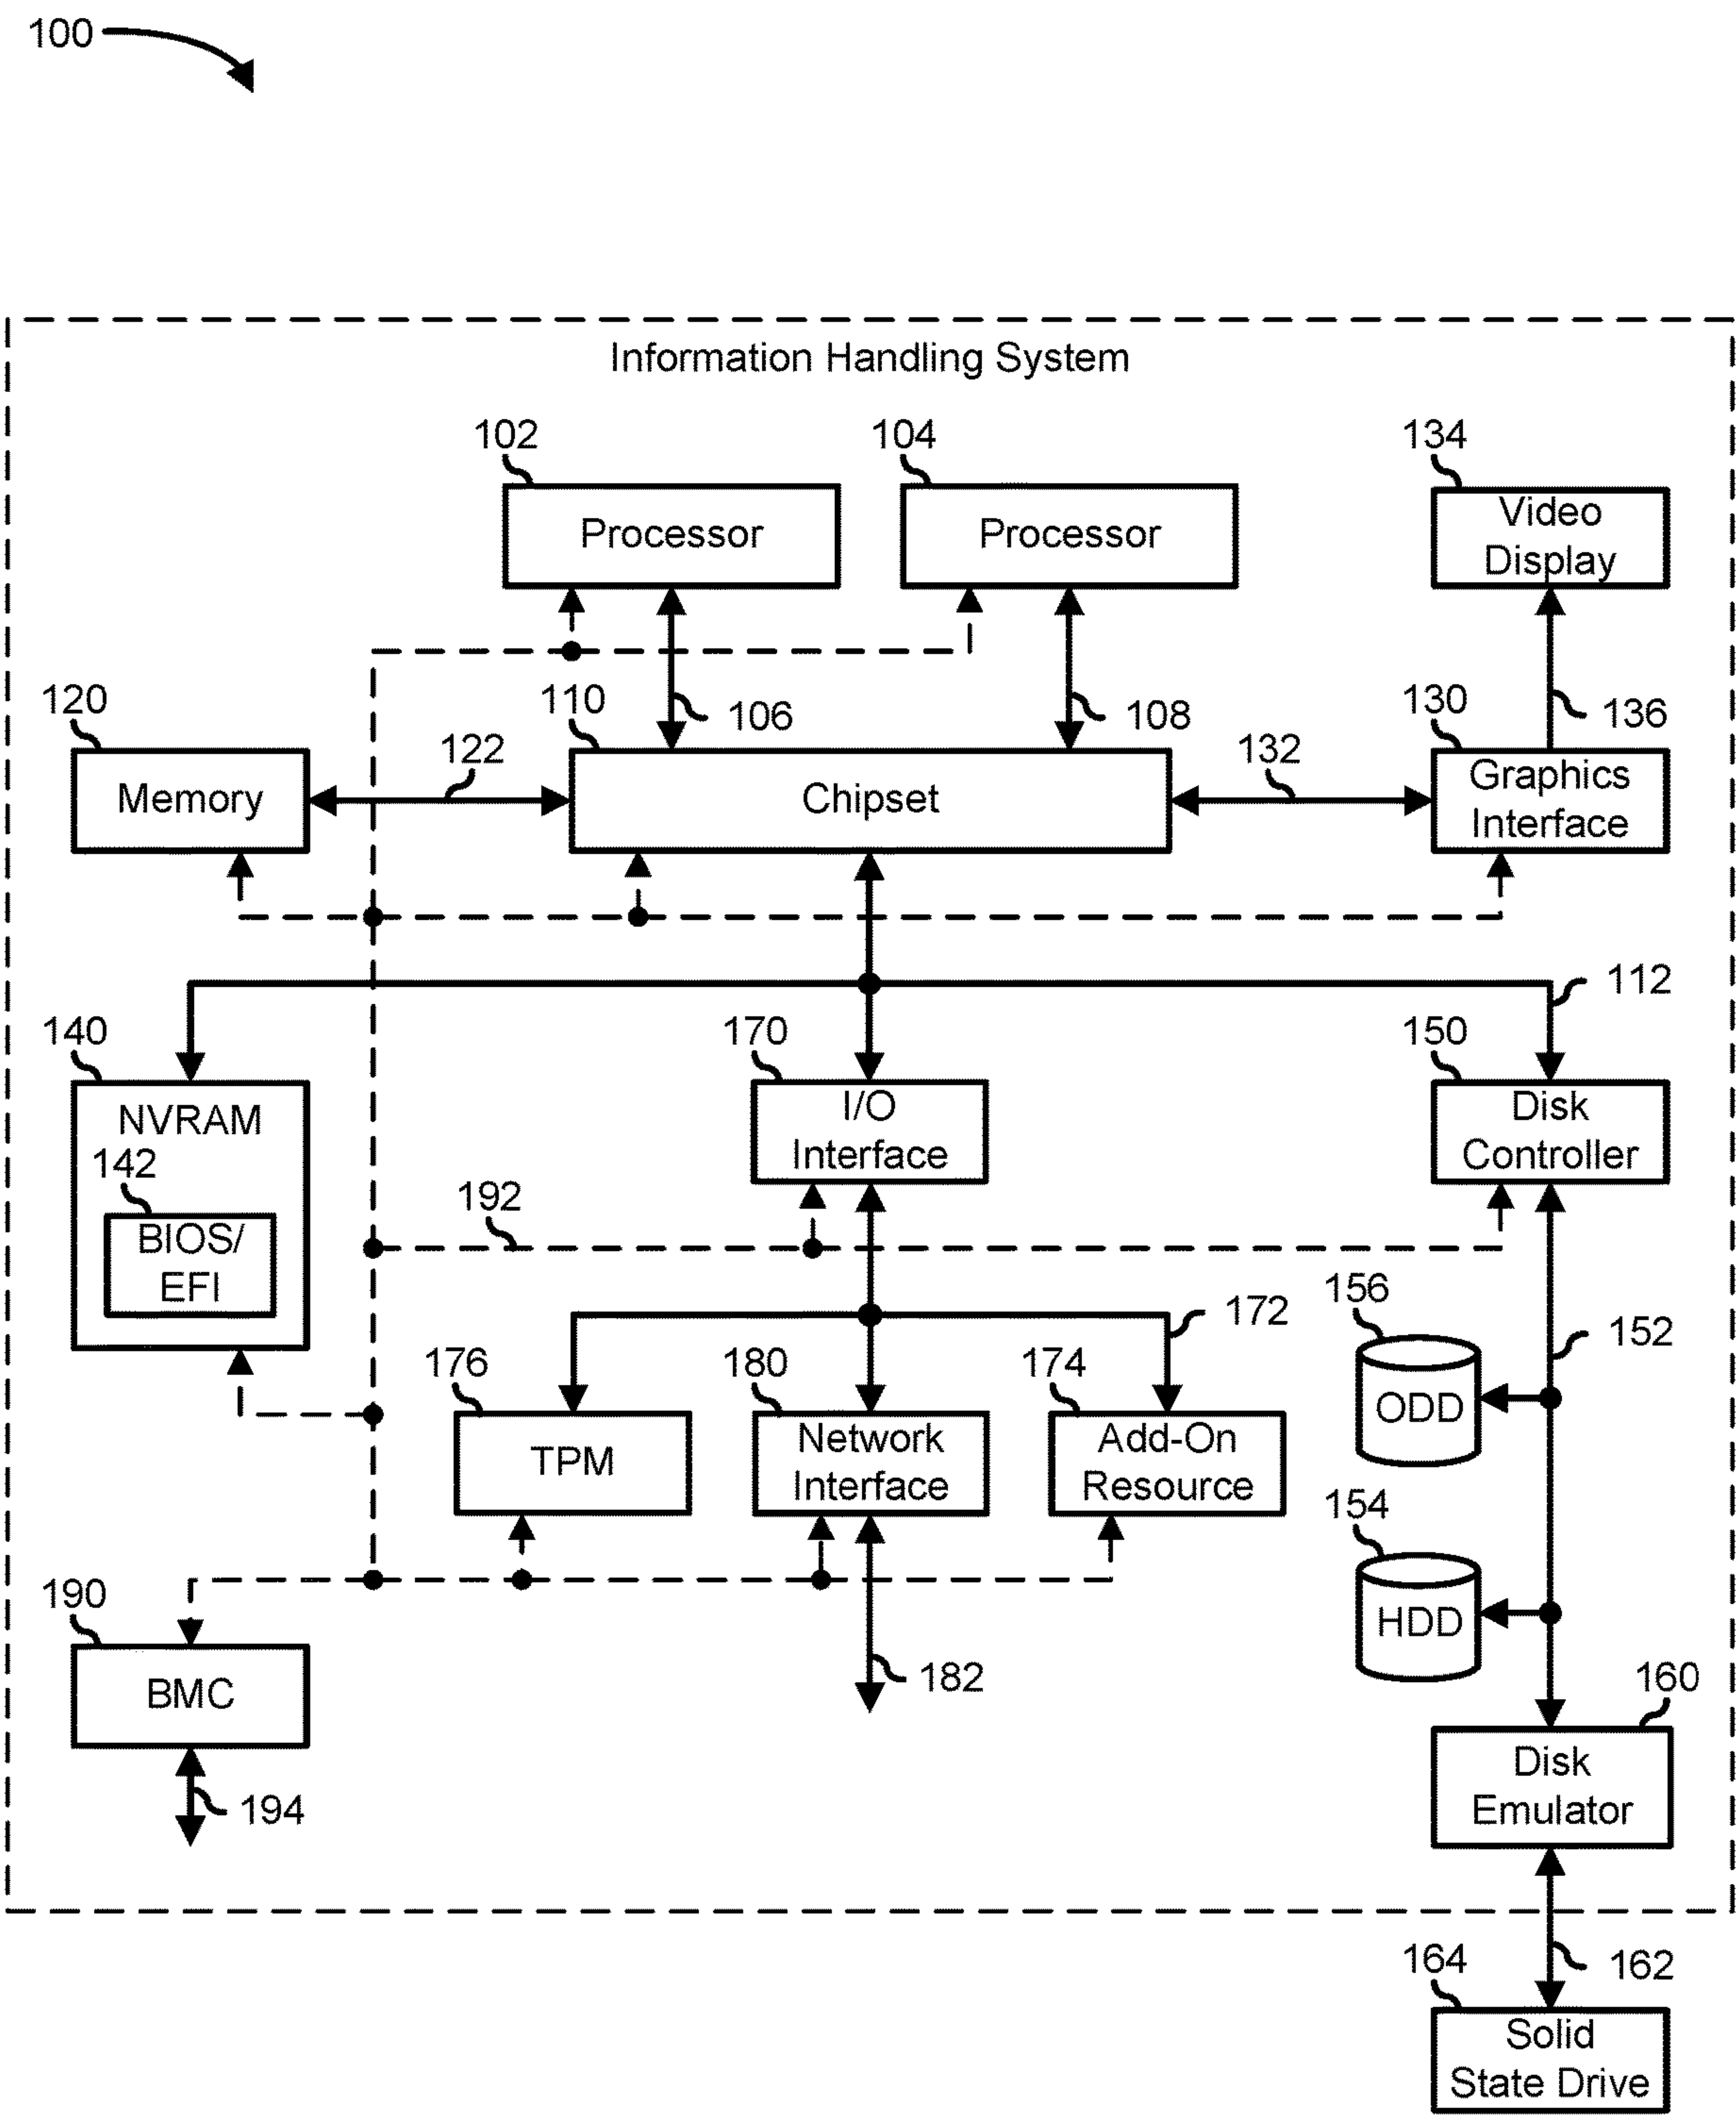 100
Information Handling System
102
104
134
Processor
Processor
Video
Display
120
110
106
108
130
136
122
132
Memory
Chipset
Graphics
Interface
112
140
170
150
NVRAM
I/O
Interface
Disk
Controller
142
BIOS/
EFI
192
156
172
152
176
180
174
ODD
TPM
Network
Interface
Add-On
Resource
154
190
HDD
182
160
BMC
194
Disk
Emulator
164
162
Solid
State Drive